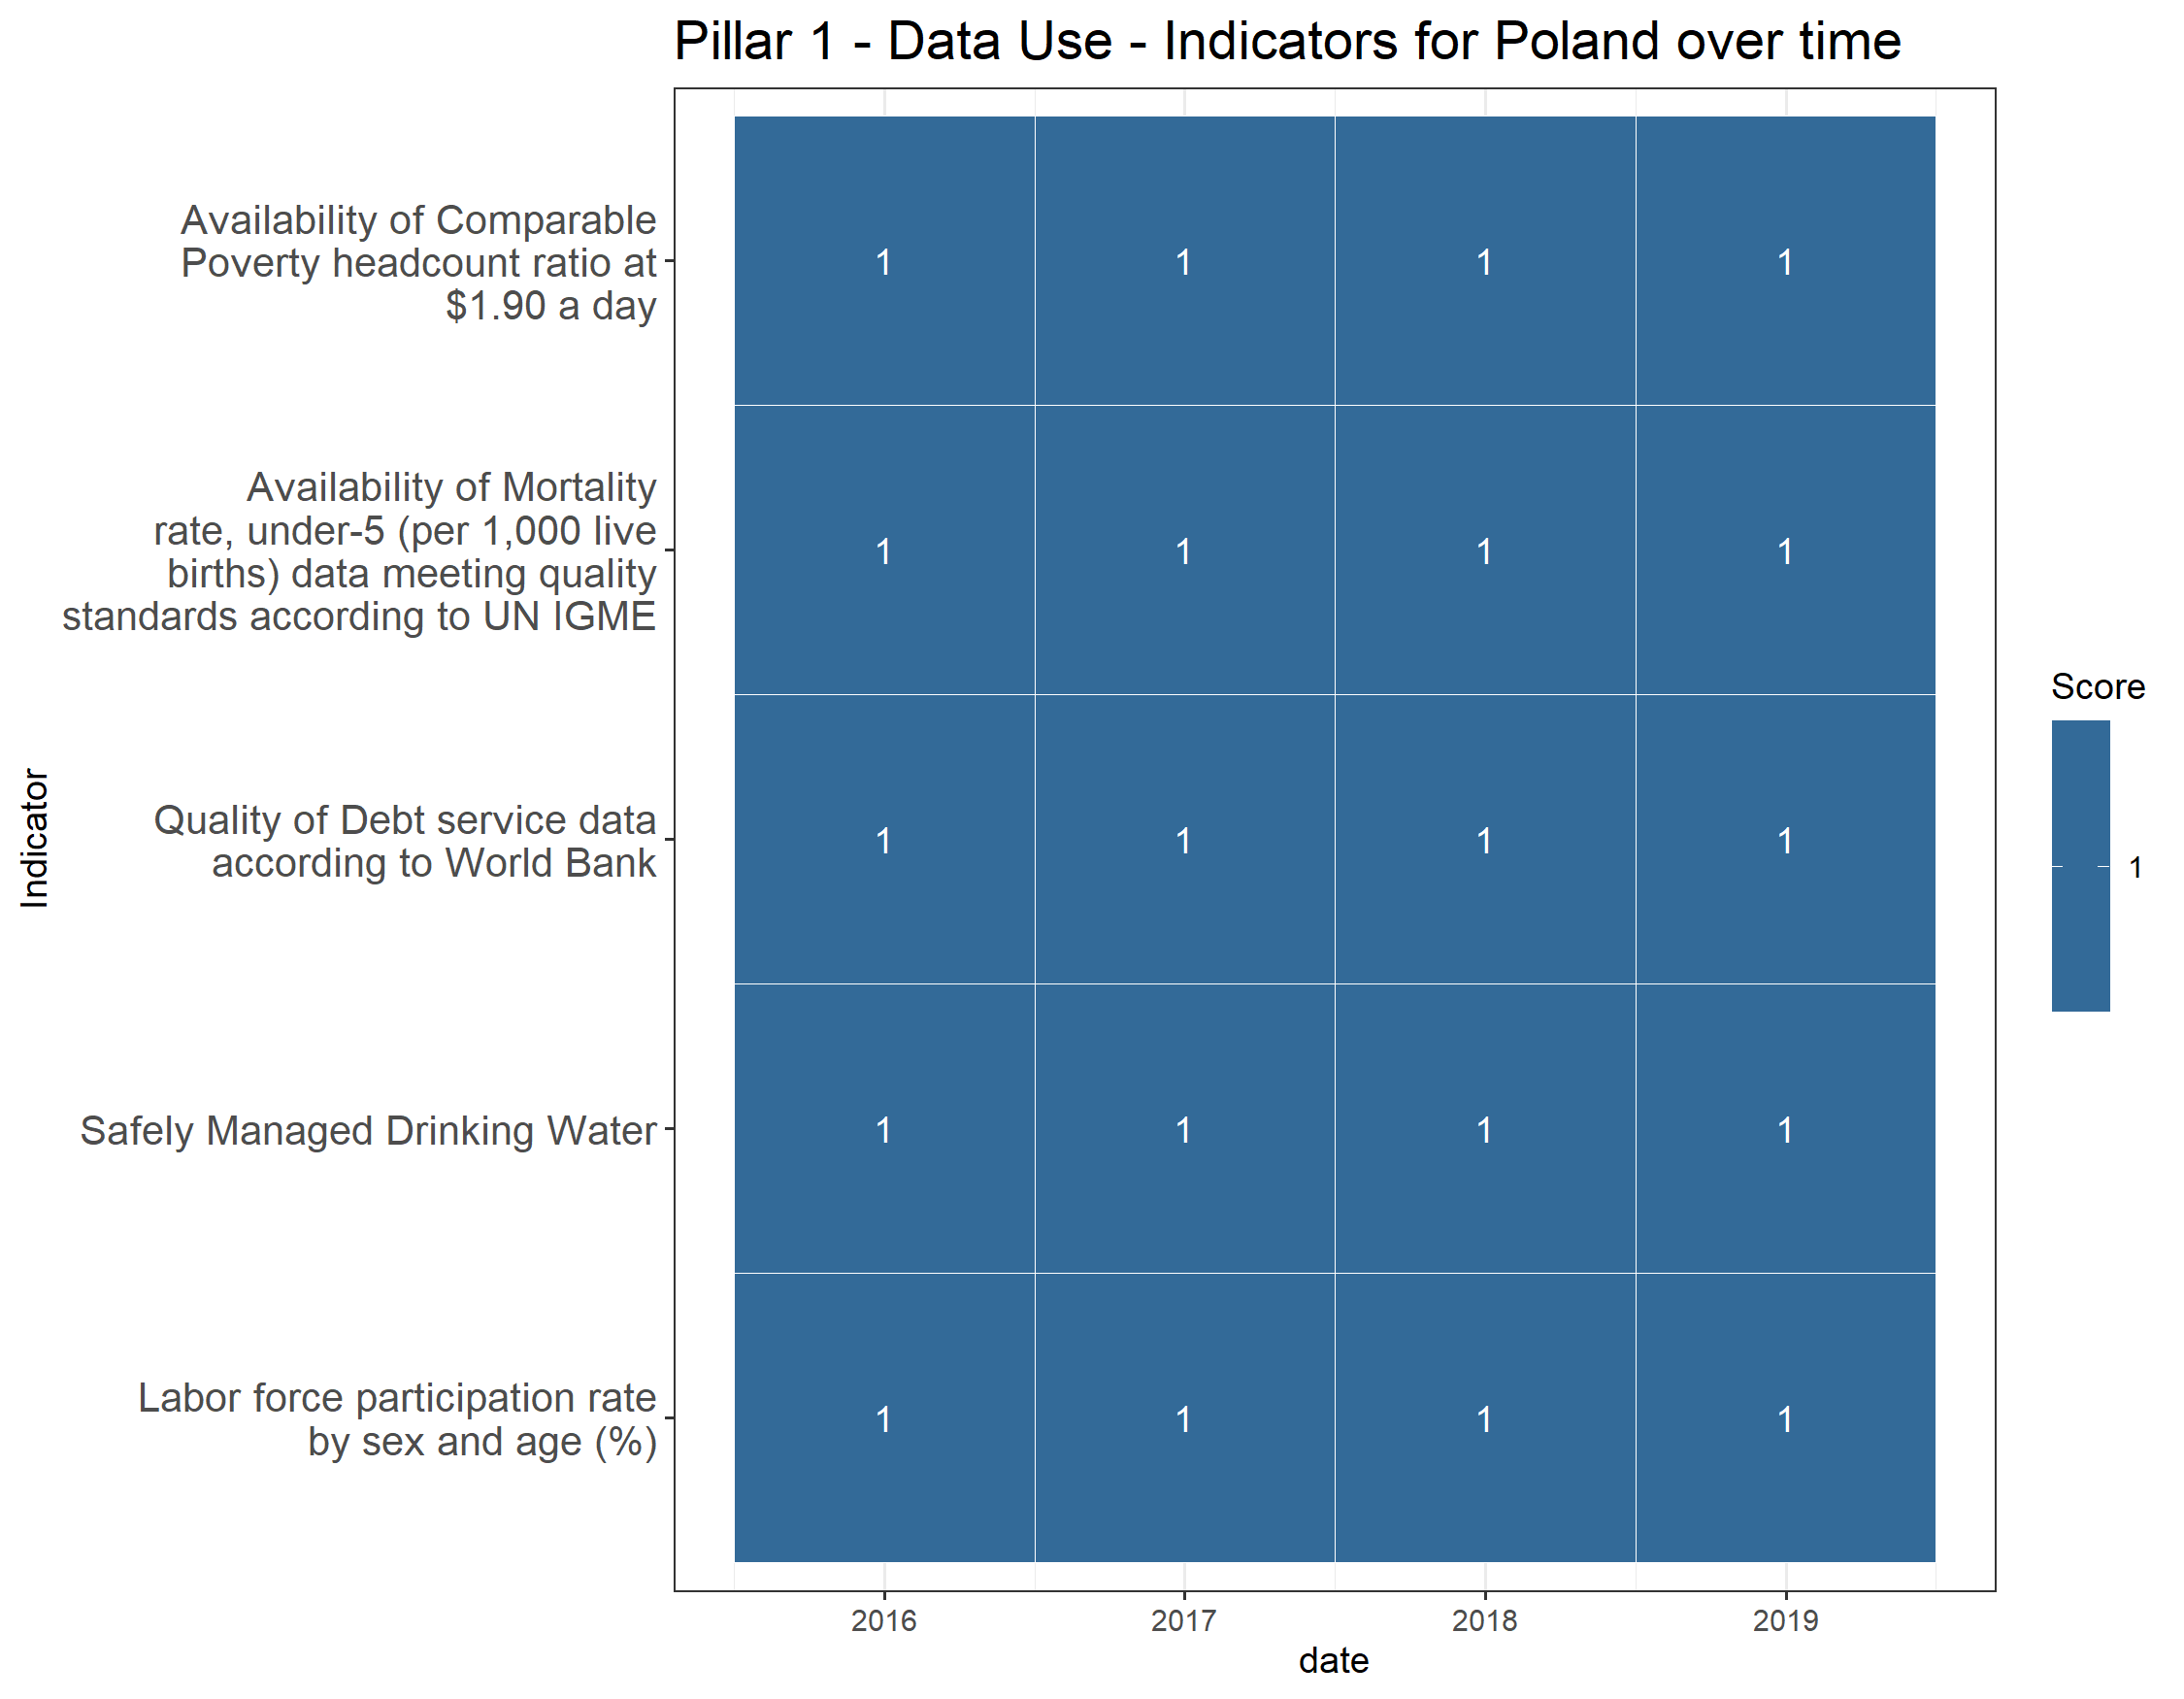 Pillar 1 - Data Use - Indicators for Poland over time
Indicator
Availability of Comparable
Poverty headcount ratio at
$1.90 a day
1 1 1 1
Availability of Mortality
rate, under-5 (per 1,000 live
births) data meeting quality
standards according to UN IGME
1 1 1 1
Quality of Debt service data
according to World Bank
1 1 1 1
Safely Managed Drinking Water
1 1 1 1
Labor force participation rate
by sex and age (%)
1 1 1 1
2016 2017 2018 2019
date
Score
1